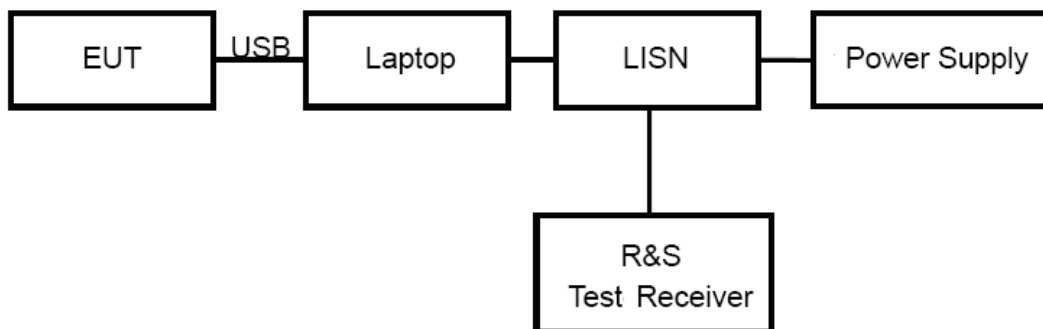 EUT
USB
Laptop
LISN
Power Supply
R&S
Test Receiver